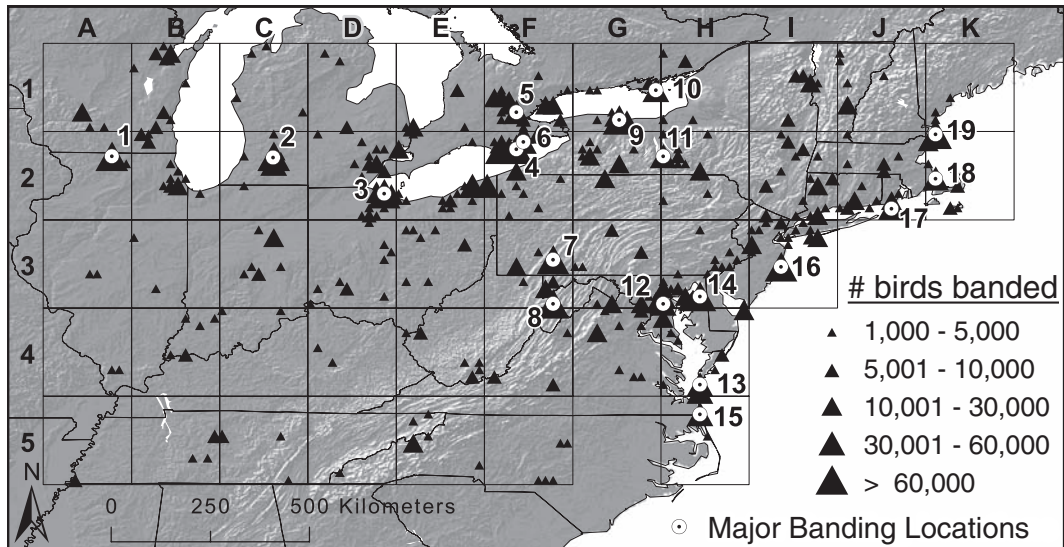 A B C D E F G H I J K
1
5
10
1
2
6
9
11
19
4
2
3
18
17
7
3
16
12
14
8
4
13
15
5
N
0 250 500 Kilometers
# birds banded
1,000 - 5,000
5,001 - 10,000
10,001 - 30,000
30,001 - 60,000
> 60,000
Major Banding Locations